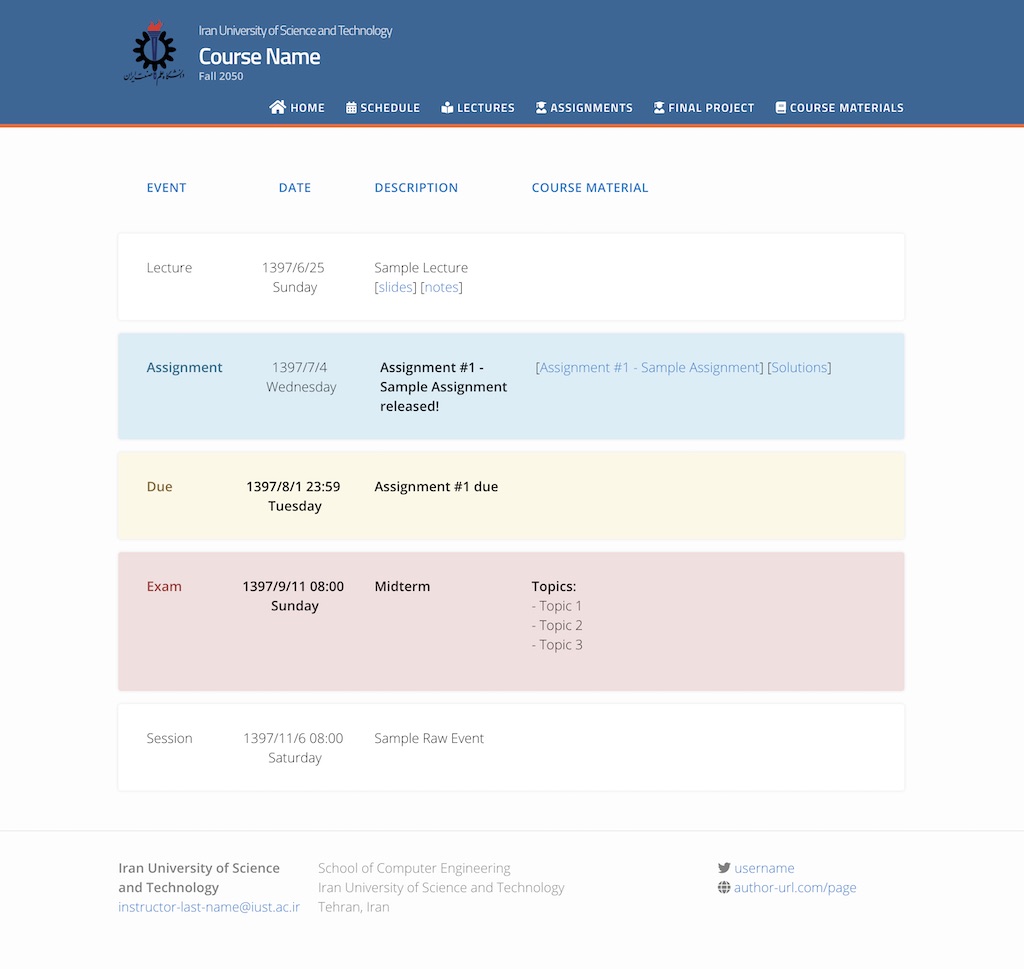 Iran University of Science and Technology
Course Name
Fall 2050
دانشگاه علم و صنعت ایران
HOME SCHEDULE LECTURES ASSIGNMENTS FINAL PROJECT COURSE MATERIALS
EVENT DATE DESCRIPTION COURSE MATERIAL
Lecture 1397/6/25 Sample Lecture
Sunday [slides] [notes]
Assignment 1397/7/4 Assignment #1 - [Assignment #1 - Sample Assignment] [Solutions]
Wednesday Sample Assignment
released!
Due 1397/8/1 23:59 Assignment #1 due
Tuesday
Exam 1397/9/11 08:00 Midterm Topics:
Sunday - Topic 1
- Topic 2
- Topic 3
Session 1397/11/6 08:00 Sample Raw Event
Saturday
Iran University of Science School of Computer Engineering username
and Technology Iran University of Science and Technology author-url.com/page
instructor-last-name@iust.ac.ir Tehran, Iran